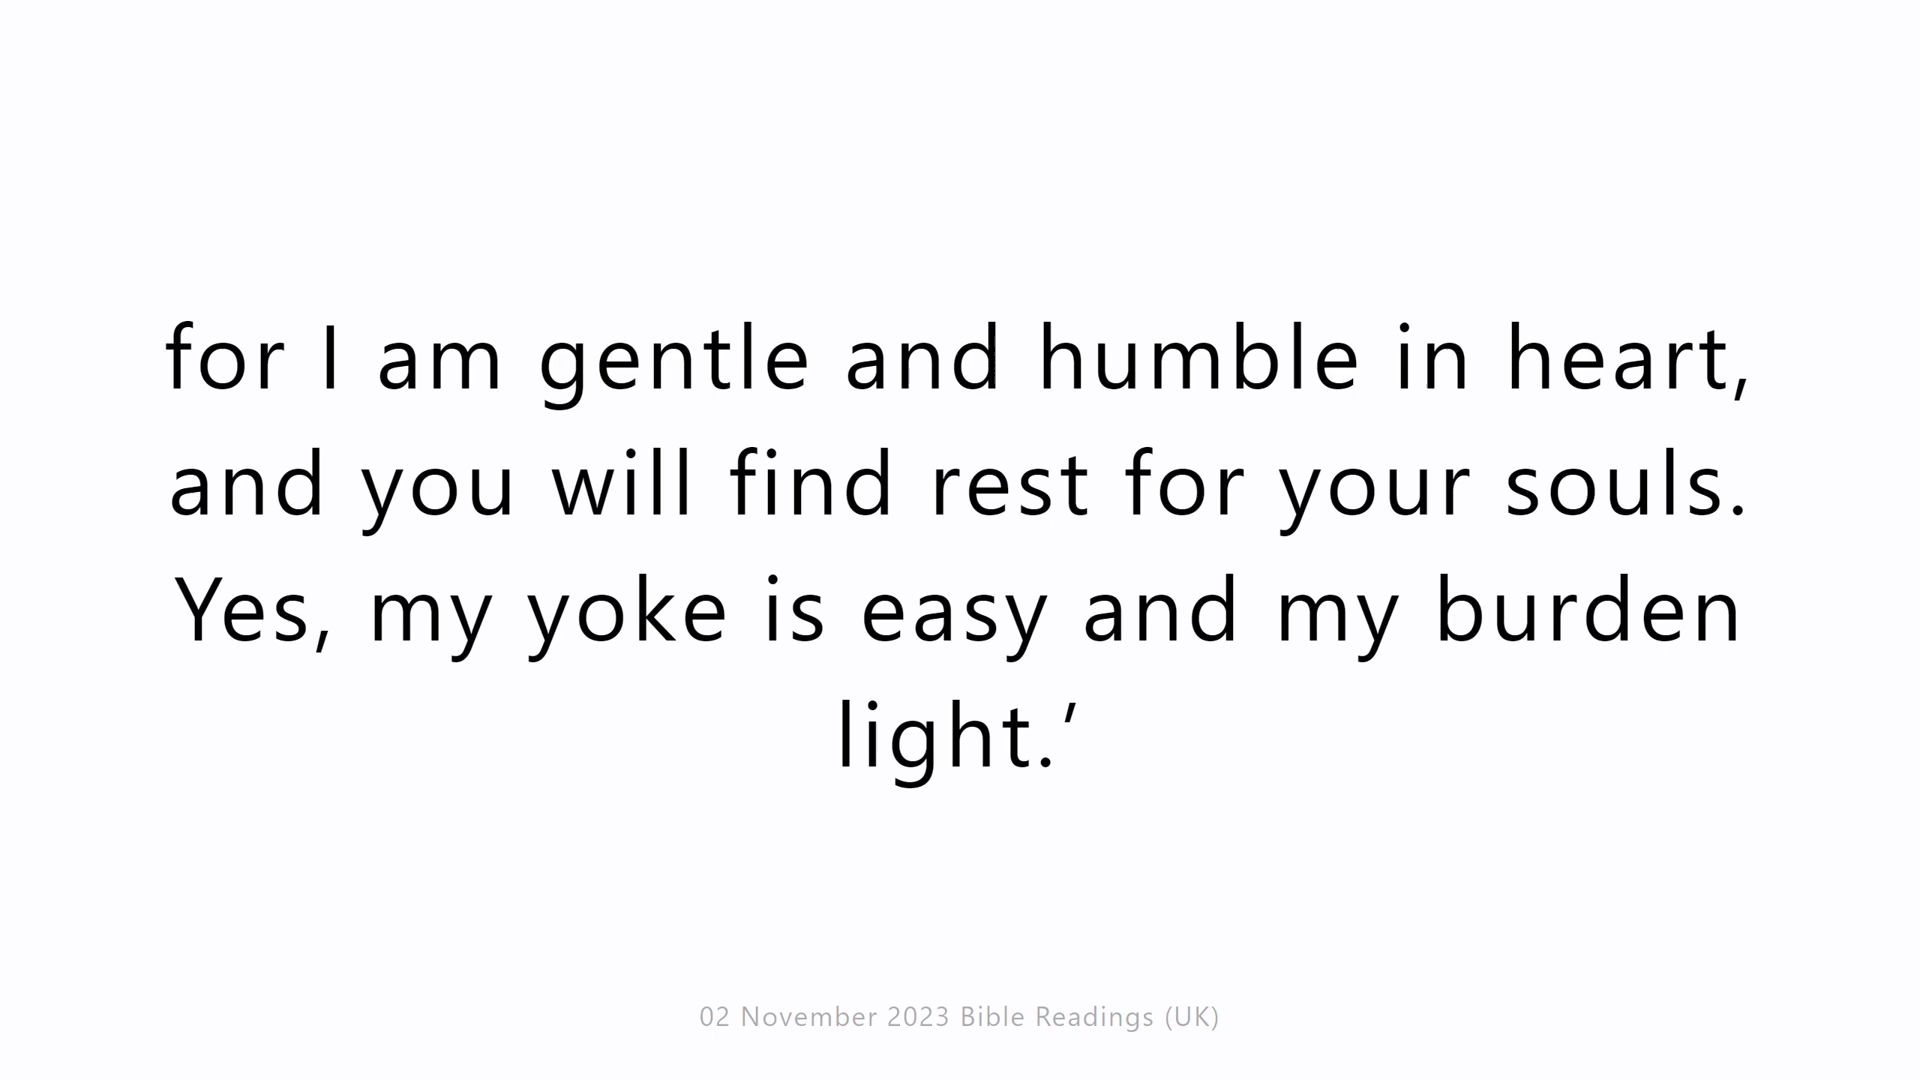 for I am gentle and humble in heart,
and you will find rest for your souls.
Yes, my yoke is easy and my burden
light.’
02 November 2023 Bible Readings (UK)